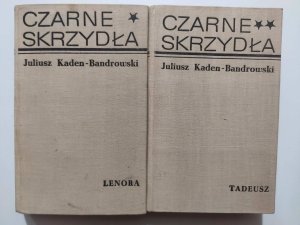 CZARNE ★
SKRZYDŁA
Juliusz Kaden-Bandrowski
LENORA
CZARNE ★★
SKRZYDŁA
Juliusz Kaden-Bandrowski
TADEUSZ